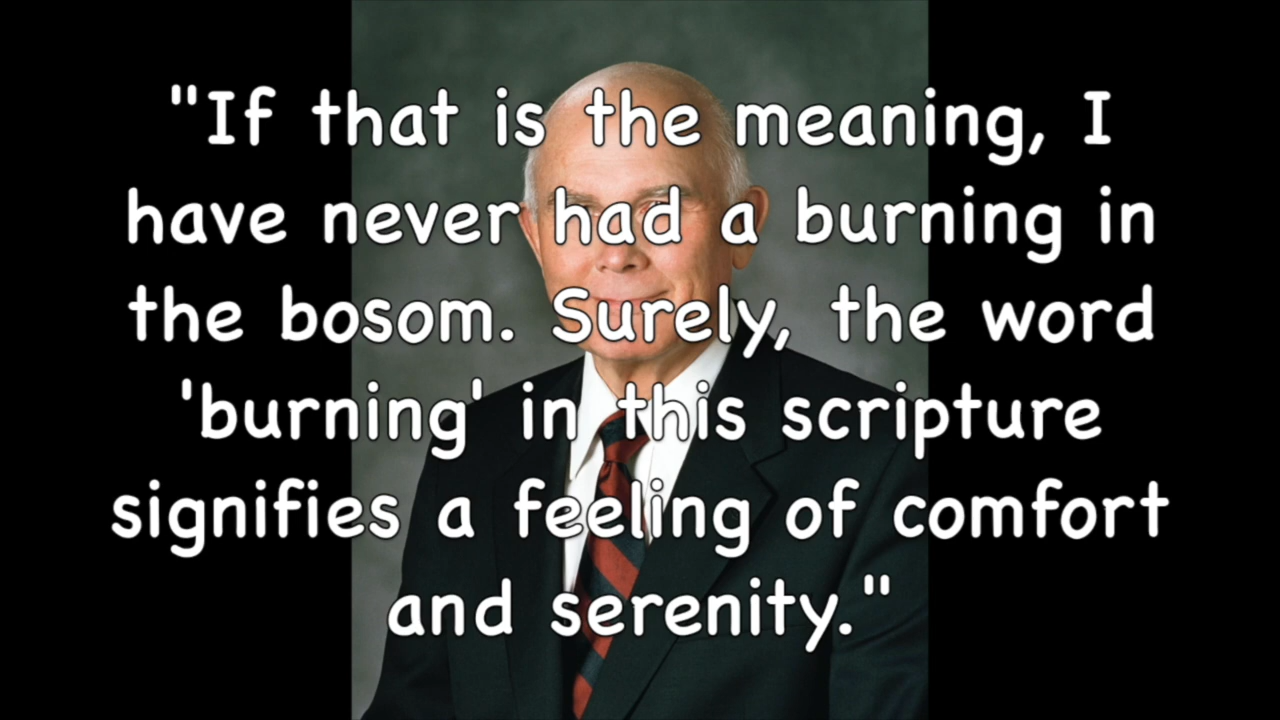 "If that is the meaning, I
have never had a burning in
the bosom. Surely, the word
'burning' in this scripture
signifies a feeling of comfort
and serenity."